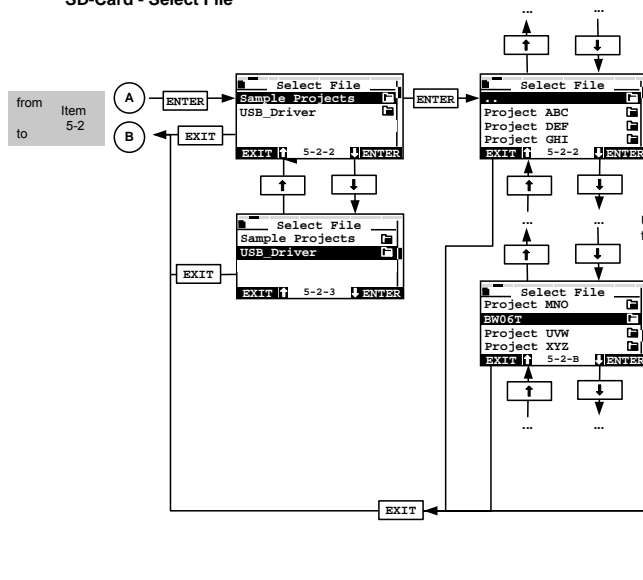 SD-Card - Select File
...
...
↑
↓
from
Item
5-2
to
A
ENTER
B
EXIT
Select File
Sample Projects
USB_Driver
EXIT ↑ 5-2-2 ↓ ENTER
ENTER
Select File
..
Project ABC
Project DEF
Project GHI
EXIT ↑ 5-2-2 ↓ ENTER
↑
↓
↑
↓
Select File
Sample Projects
USB_Driver
EXIT ↑ 5-2-3 ↓ ENTER
EXIT
...
...
↑
↓
Select File
Project MNO
BW06T
Project UVW
Project XYZ
EXIT ↑ 5-2-B ↓ ENTER
↑
↓
...
...
EXIT